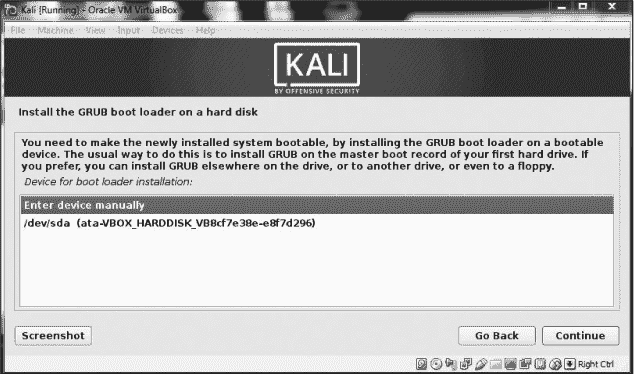 Kali [Running] - Oracle VM VirtualBox
File Machine View Input Devices Help
KALI
BY OFFENSIVE SECURITY
Install the GRUB boot loader on a hard disk
You need to make the newly installed system bootable, by installing the GRUB boot loader on a bootable
device. The usual way to do this is to install GRUB on the master boot record of your first hard drive. If
you prefer, you can install GRUB elsewhere on the drive, or to another drive, or even to a floppy.
Device for boot loader installation:
Enter device manually
/dev/sda (ata-VBOX_HARDDISK_VB8cf7e38e-e8f7d296)
Screenshot Go Back Continue
Right Ctrl